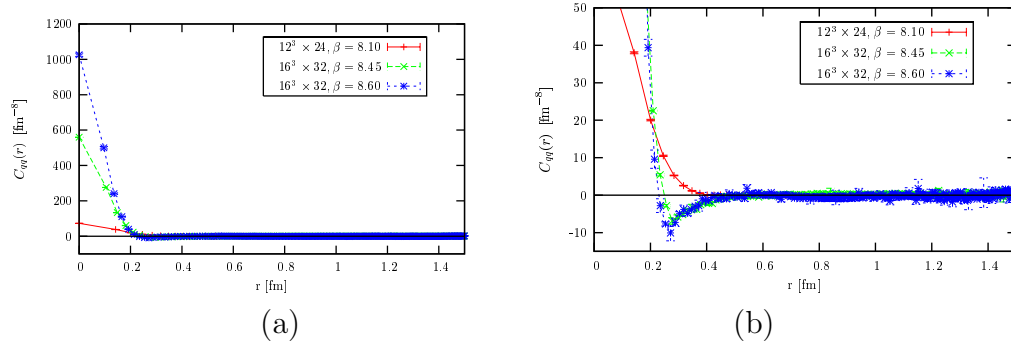 1200
1000
800
600
400
200
0
C_{qq}(r) [fm^{-8}]
12^3 × 24, β = 8.10
16^3 × 32, β = 8.45
16^3 × 32, β = 8.60
0 0.2 0.4 0.6 0.8 1 1.2 1.4
r [fm]
(a)
50
40
30
20
10
0
-10
C_{qq}(r) [fm^{-8}]
12^3 × 24, β = 8.10
16^3 × 32, β = 8.45
16^3 × 32, β = 8.60
0 0.2 0.4 0.6 0.8 1 1.2 1.4
r [fm]
(b)